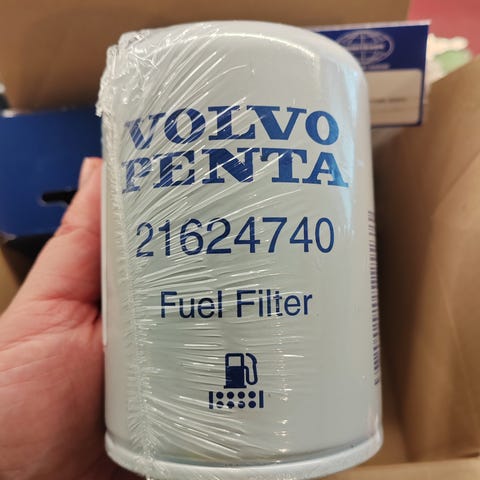 VOLVO
PENTA
21624740
Fuel Filter